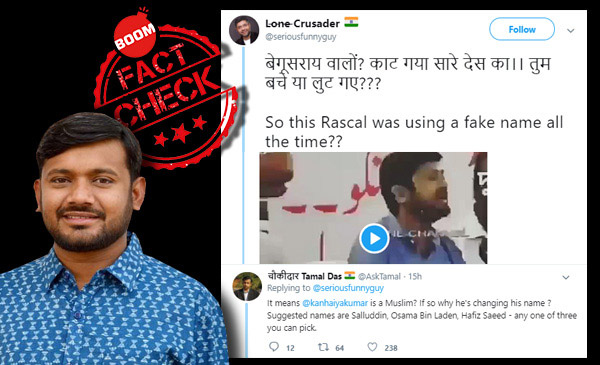 BOOM
FACT
CHECK
Lone Crusader
@seriousfunnyguy
Follow
बेगूसराय वालों? काट गया सारे देस का।। तुम
बचे या लुट गए???
So this Rascal was using a fake name all
the time??
चौकीदार Tamal Das @AskTamal · 15h
Replying to @seriousfunnyguy
It means @kanhaiyakumar is a Muslim? If so why he's changing his name ?
Suggested names are Salluddin, Osama Bin Laden, Hafiz Saeed - any one of three
you can pick.
12 64 238